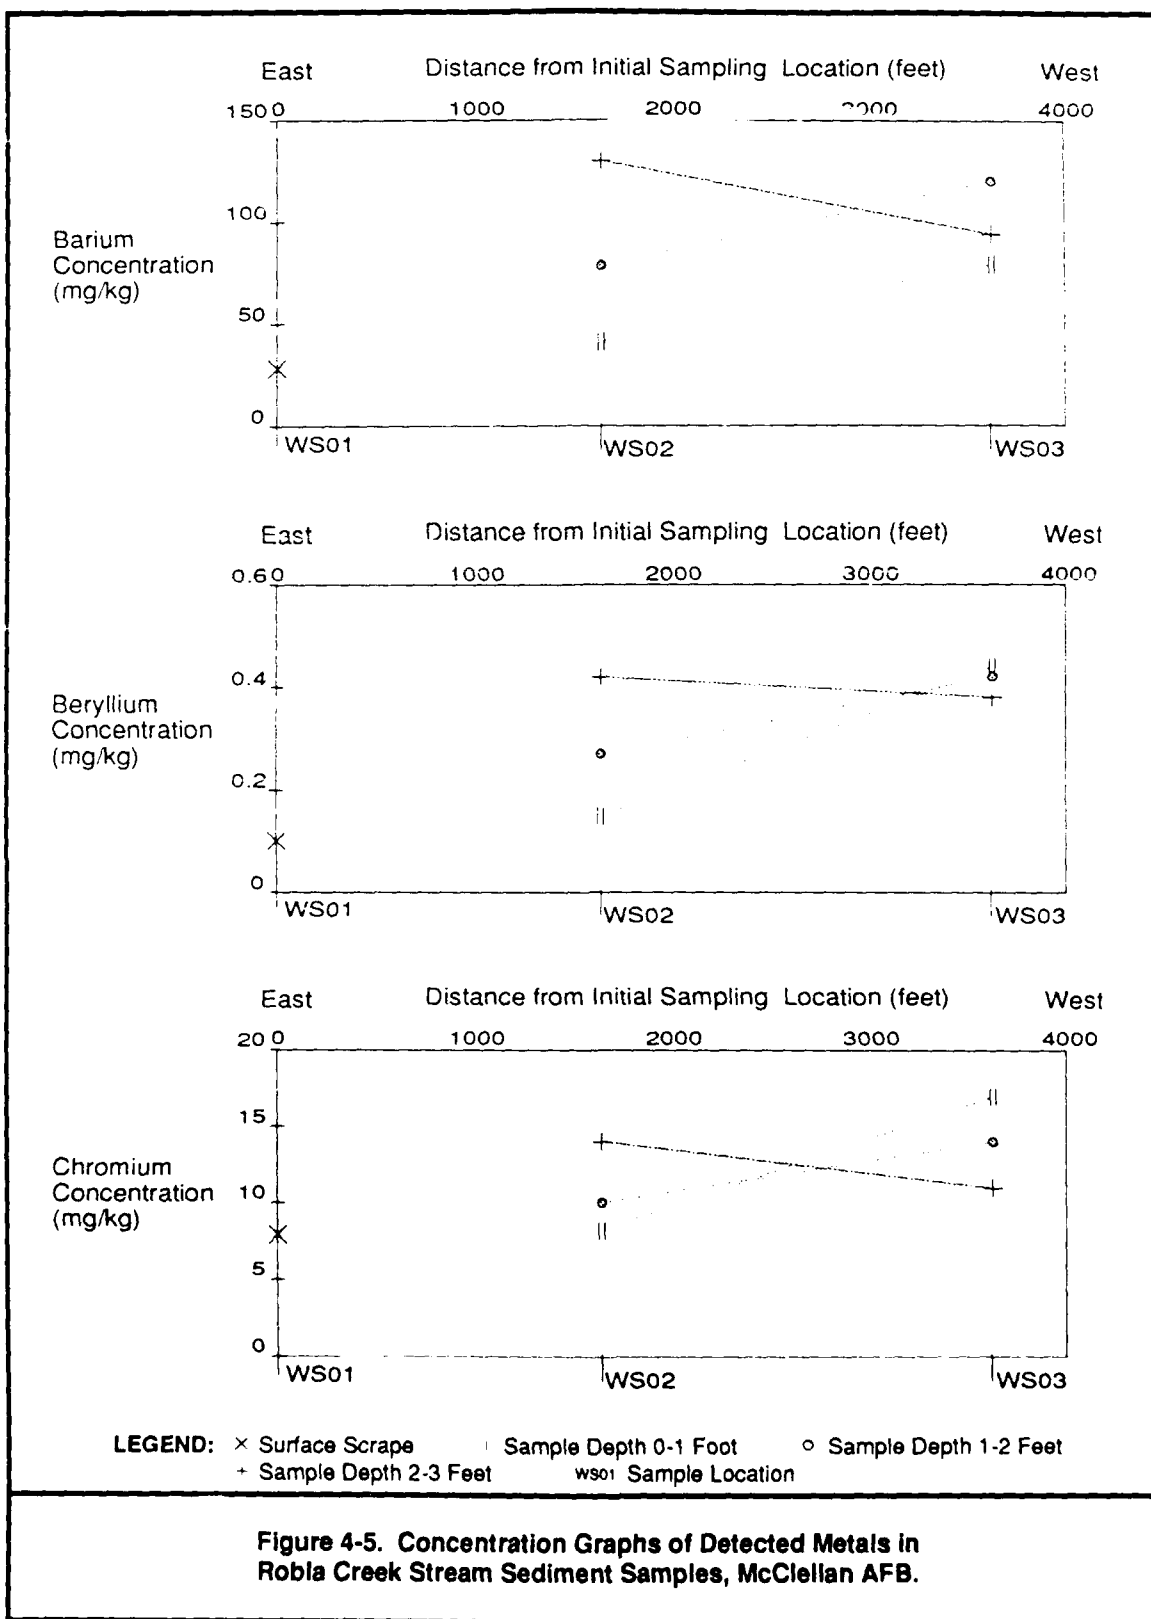 East Distance from Initial Sampling Location (feet) West
150 0 1000 2000 4000
100
Barium
Concentration
(mg/kg)
50
0
WS01 WS02 WS03
East Distance from Initial Sampling Location (feet) West
0.6 0 1000 2000 3000 4000
0.4
Beryllium
Concentration
(mg/kg)
0.2
0
WS01 WS02 WS03
East Distance from Initial Sampling Location (feet) West
20 0 1000 2000 3000 4000
15
Chromium
Concentration
(mg/kg)
10
5
0
WS01 WS02 WS03
LEGEND: × Surface Scrape | Sample Depth 0-1 Foot o Sample Depth 1-2 Feet
+ Sample Depth 2-3 Feet WS01 Sample Location
Figure 4-5. Concentration Graphs of Detected Metals in
Robla Creek Stream Sediment Samples, McClellan AFB.